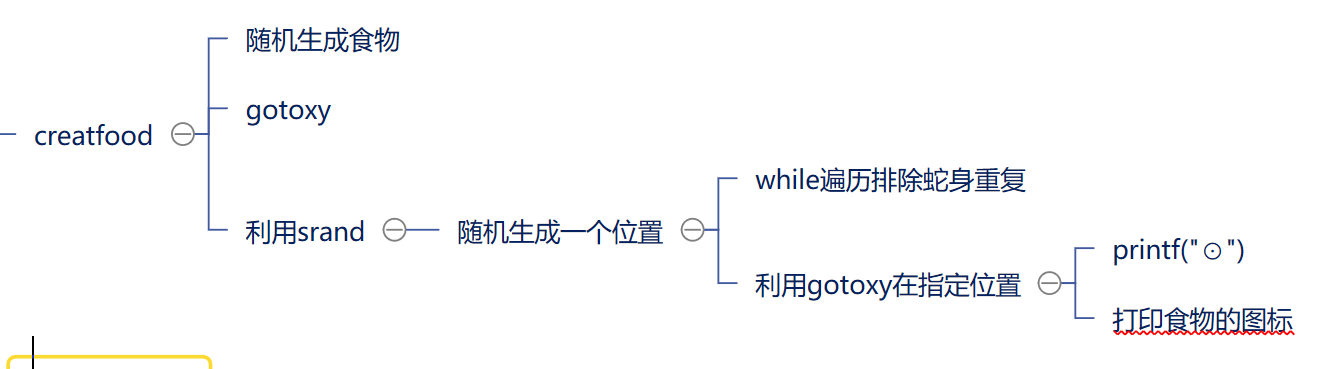 随机生成食物
gotoxy
creatfood
while遍历排除蛇身重复
利用srand
随机生成一个位置
printf("⊙")
利用gotoxy在指定位置
打印食物的图标